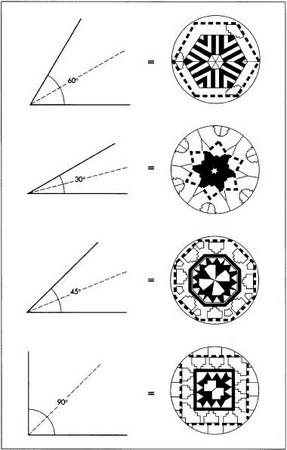 60° =
30° =
45° =
90° =